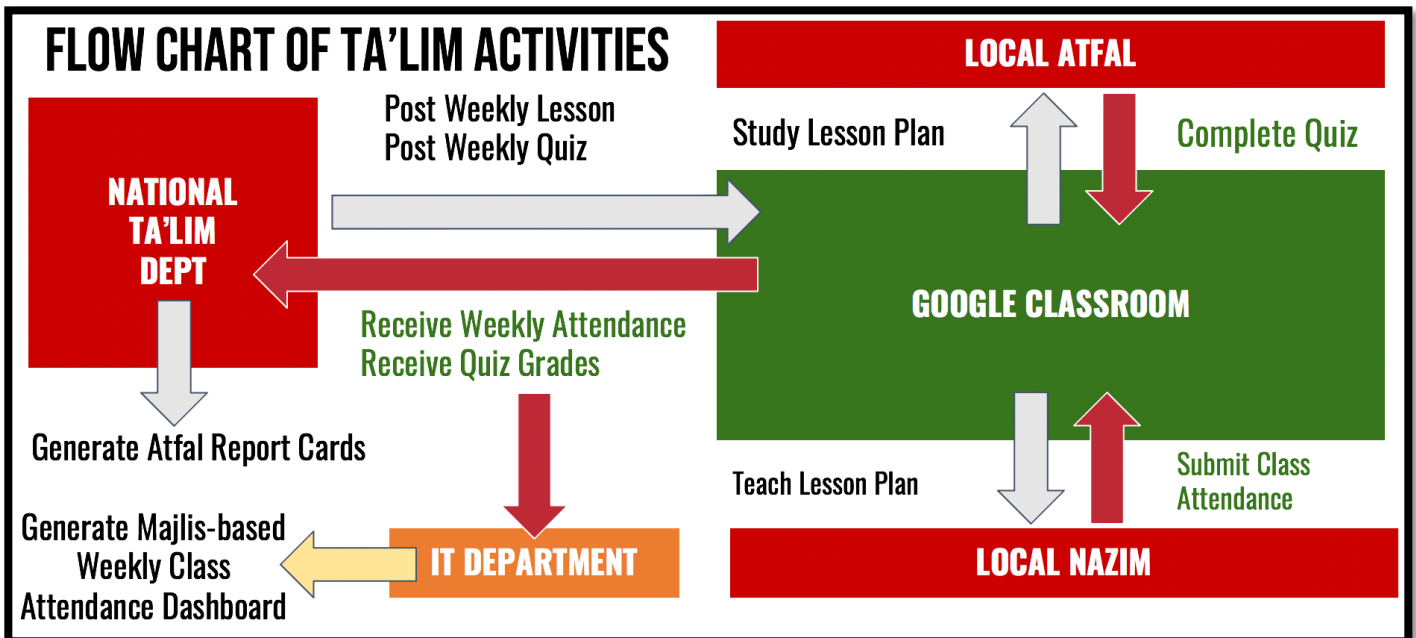 FLOW CHART OF TA'LIM ACTIVITIES
LOCAL ATFAL
Post Weekly Lesson
Post Weekly Quiz
Study Lesson Plan
Complete Quiz
NATIONAL
TA'LIM
DEPT
GOOGLE CLASSROOM
Receive Weekly Attendance
Receive Quiz Grades
Generate Atfal Report Cards
Teach Lesson Plan
Submit Class
Attendance
Generate Majlis-based
Weekly Class
Attendance Dashboard
IT DEPARTMENT
LOCAL NAZIM